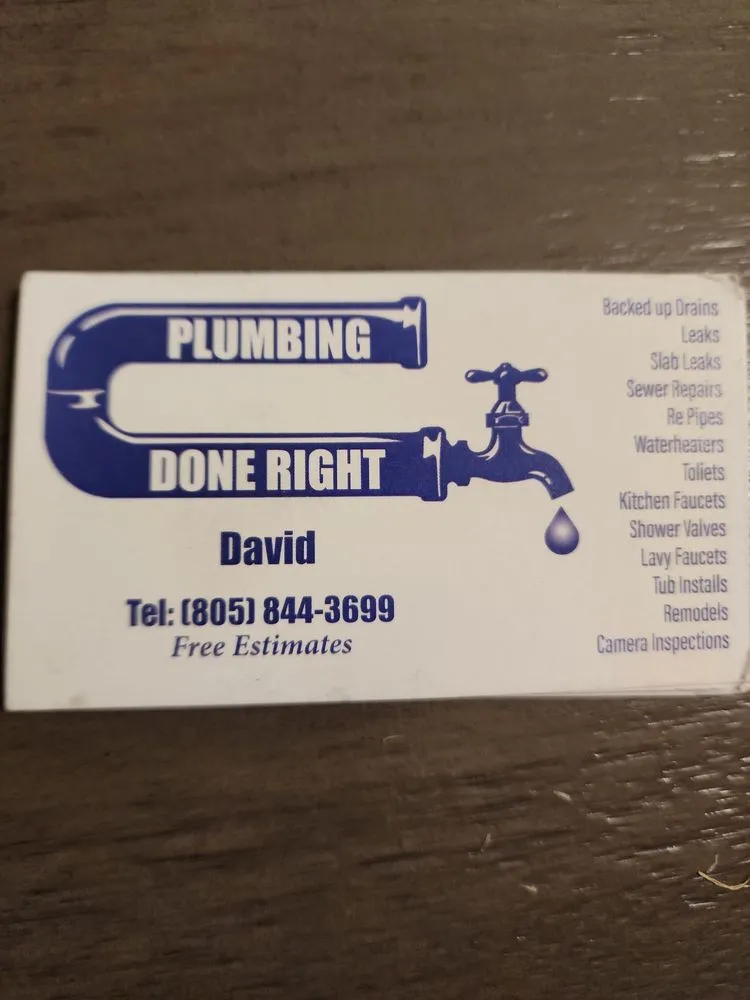 PLUMBING
DONE RIGHT
David
Tel: (805) 844-3699
Free Estimates
Backed up Drains
Leaks
Slab Leaks
Sewer Repairs
Re Pipes
Waterheaters
Toliets
Kitchen Faucets
Shower Valves
Lavy Faucets
Tub Installs
Remodels
Camera Inspections